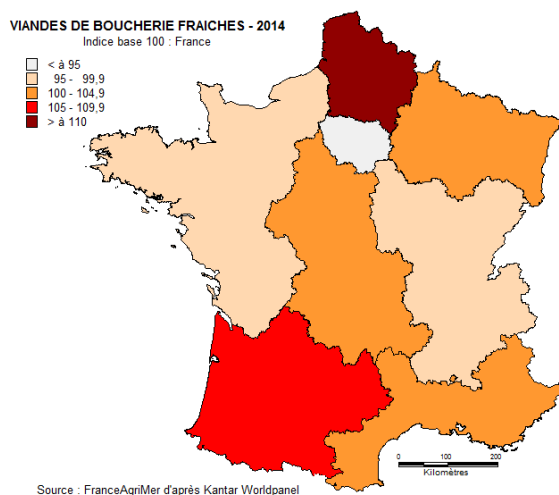 VIANDES DE BOUCHERIE FRAICHES - 2014
Indice base 100 : France
< à 95
95 - 99,9
100 - 104,9
105 - 109,9
> à 110
0 100 200
Kilomètres
Source : FranceAgriMer d'après Kantar Worldpanel